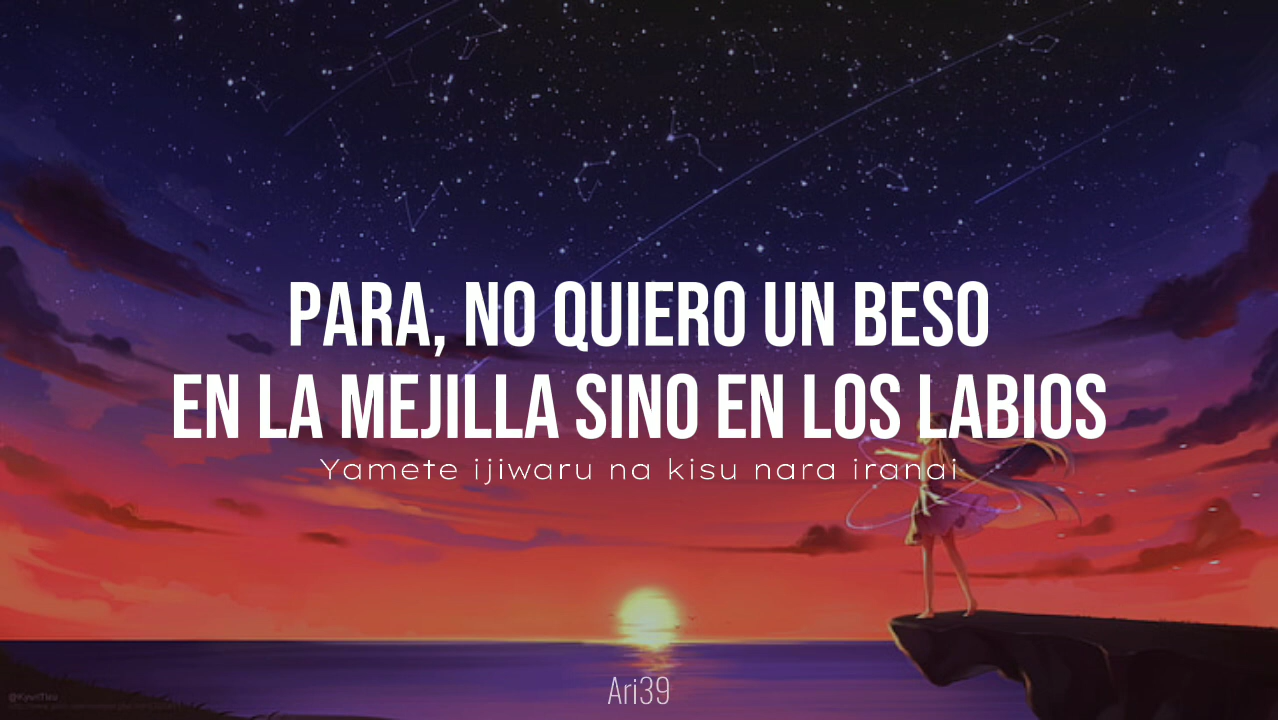 PARA, NO QUIERO UN BESO
EN LA MEJILLA SINO EN LOS LABIOS
Yamete ijiwaru na kisu nara iranai
Ari39